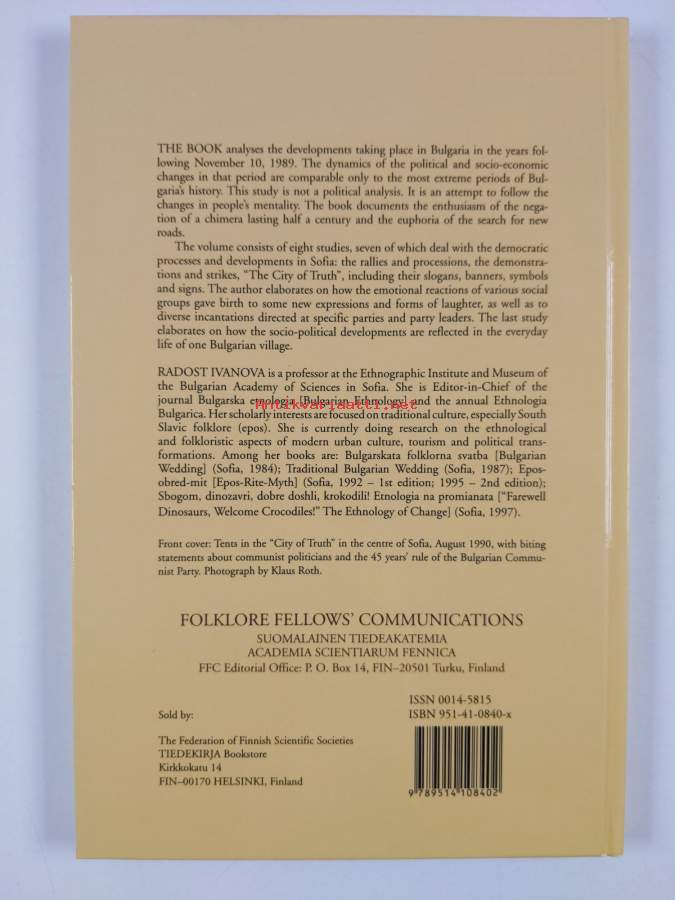 THE BOOK analyses the developments taking place in Bulgaria in the years fol-
lowing November 10, 1989. The dynamics of the political and socio-economic
changes in that period are comparable only to the most extreme periods of Bul-
garia's history. This study is not a political analysis. It is an attempt to follow the
changes in people's mentality. The book documents the enthusiasm of the nega-
tion of a chimera lasting half a century and the euphoria of the search for new
roads.
The volume consists of eight studies, seven of which deal with the democratic
processes and developments in Sofia: the rallies and processions, the demonstra-
tions and strikes, "The City of Truth", including their slogans, banners, symbols
and signs. The author elaborates on how the emotional reactions of various social
groups gave birth to some new expressions and forms of laughter, as well as to
diverse incantations directed at specific parties and party leaders. The last study
elaborates on how the socio-political developments are reflected in the everyday
life of one Bulgarian village.
RADOST IVANOVA is a professor at the Ethnographic Institute and Museum of
the Bulgarian Academy of Sciences in Sofia. She is Editor-in-Chief of the
journal Bulgarska etnologia [Bulgarian Ethnology] and the annual Ethnologia
Antikvariaatti.net
Bulgarica. Her scholarly interests are focused on traditional culture, especially South
Slavic folklore (epos). She is currently doing research on the ethnological
and folkloristic aspects of modern urban culture, tourism and political trans-
formations. Among her books are: Bulgarskata folklorna svatba [Bulgarian
Wedding] (Sofia, 1984); Traditional Bulgarian Wedding (Sofia, 1987); Epos-
obred-mit [Epos-Rite-Myth] (Sofia, 1992 – 1st edition; 1995 – 2nd edition);
Sbogom, dinozavri, dobre doshli, krokodili! Etnologia na promianata ["Farewell
Dinosaurs, Welcome Crocodiles!" The Ethnology of Change] (Sofia, 1997).
Front cover: Tents in the "City of Truth" in the centre of Sofia, August 1990, with biting
statements about communist politicians and the 45 years' rule of the Bulgarian Commu-
nist Party. Photograph by Klaus Roth.
FOLKLORE FELLOWS' COMMUNICATIONS
SUOMALAINEN TIEDEAKATEMIA
ACADEMIA SCIENTIARUM FENNICA
FFC Editorial Office: P. O. Box 14, FIN–20501 Turku, Finland
ISSN 0014-5815
ISBN 951-41-0840-x
Sold by:
The Federation of Finnish Scientific Societies
TIEDEKIRJA Bookstore
Kirkkokatu 14
FIN–00170 HELSINKI, Finland
9 789514 108402